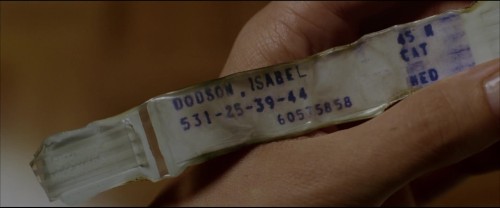 DODSON, ISABEL
531-25-39-44
60575858
45 W
CAT
MED